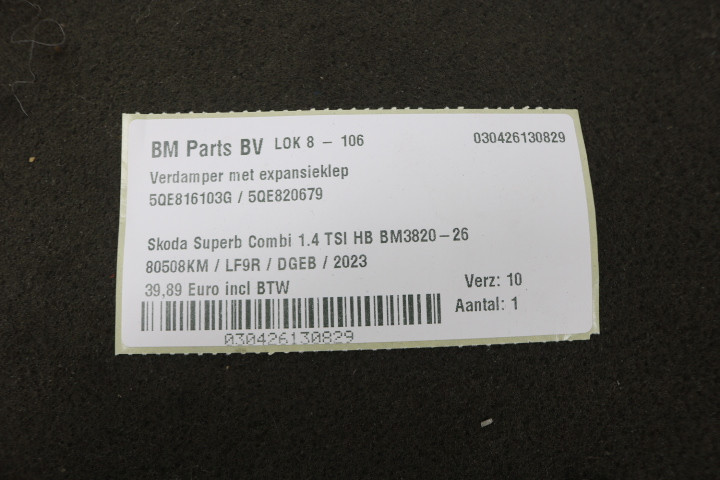 BM Parts BV LOK 8 - 106 030426130829
Verdamper met expansieklep
5QE816103G / 5QE820679
Skoda Superb Combi 1.4 TSI HB BM3820-26
80508KM / LF9R / DGEB / 2023
39,89 Euro incl BTW Verz: 10
Aantal: 1
030426130829